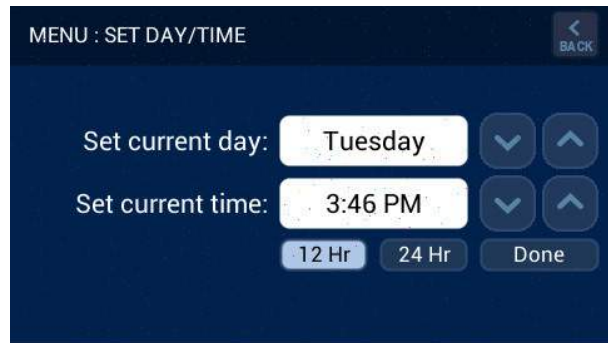 MENU : SET DAY/TIME
BACK
Set current day: Tuesday
Set current time: 3:46 PM
12 Hr 24 Hr Done